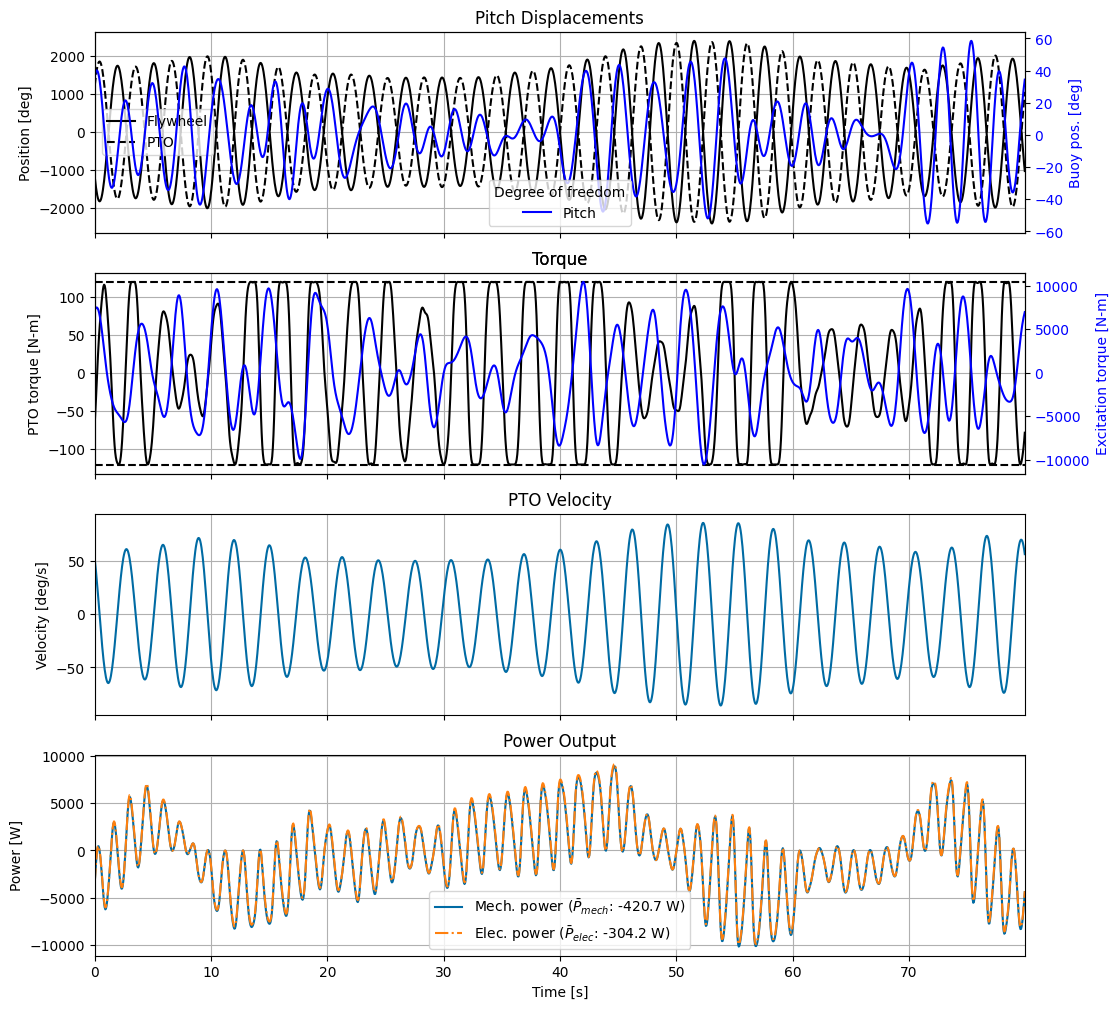 Pitch Displacements
Position [deg]
2000
1000
0
−1000
−2000
Flywheel
PTO
Degree of freedom
Pitch
60
40
20
0
−20
−40
−60
Buoy pos. [deg]
Torque
PTO torque [N-m]
100
50
0
−50
−100
10000
5000
0
−5000
−10000
Excitation torque [N-m]
PTO Velocity
Velocity [deg/s]
50
0
−50
Power Output
Power [W]
10000
5000
0
−5000
−10000
Mech. power (P̄mech: -420.7 W)
Elec. power (P̄elec: -304.2 W)
0 10 20 30 40 50 60 70
Time [s]